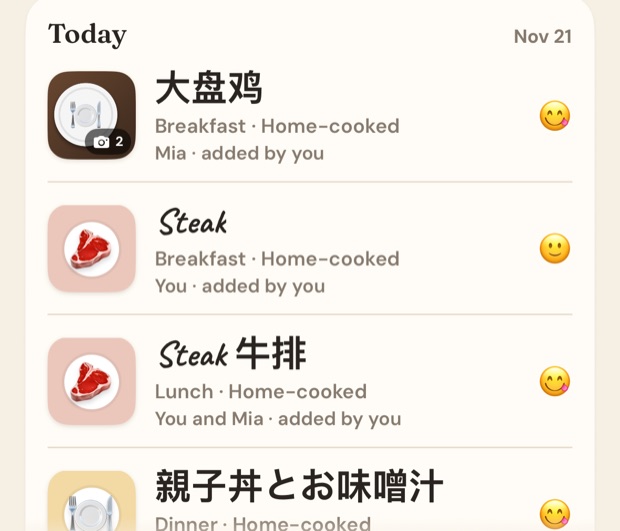 Today
Nov 21
大盘鸡
2
Breakfast · Home-cooked
Mia · added by you
Steak
Breakfast · Home-cooked
You · added by you
Steak 牛排
Lunch · Home-cooked
You and Mia · added by you
親子丼とお味噌汁
Dinner · Home-cooked